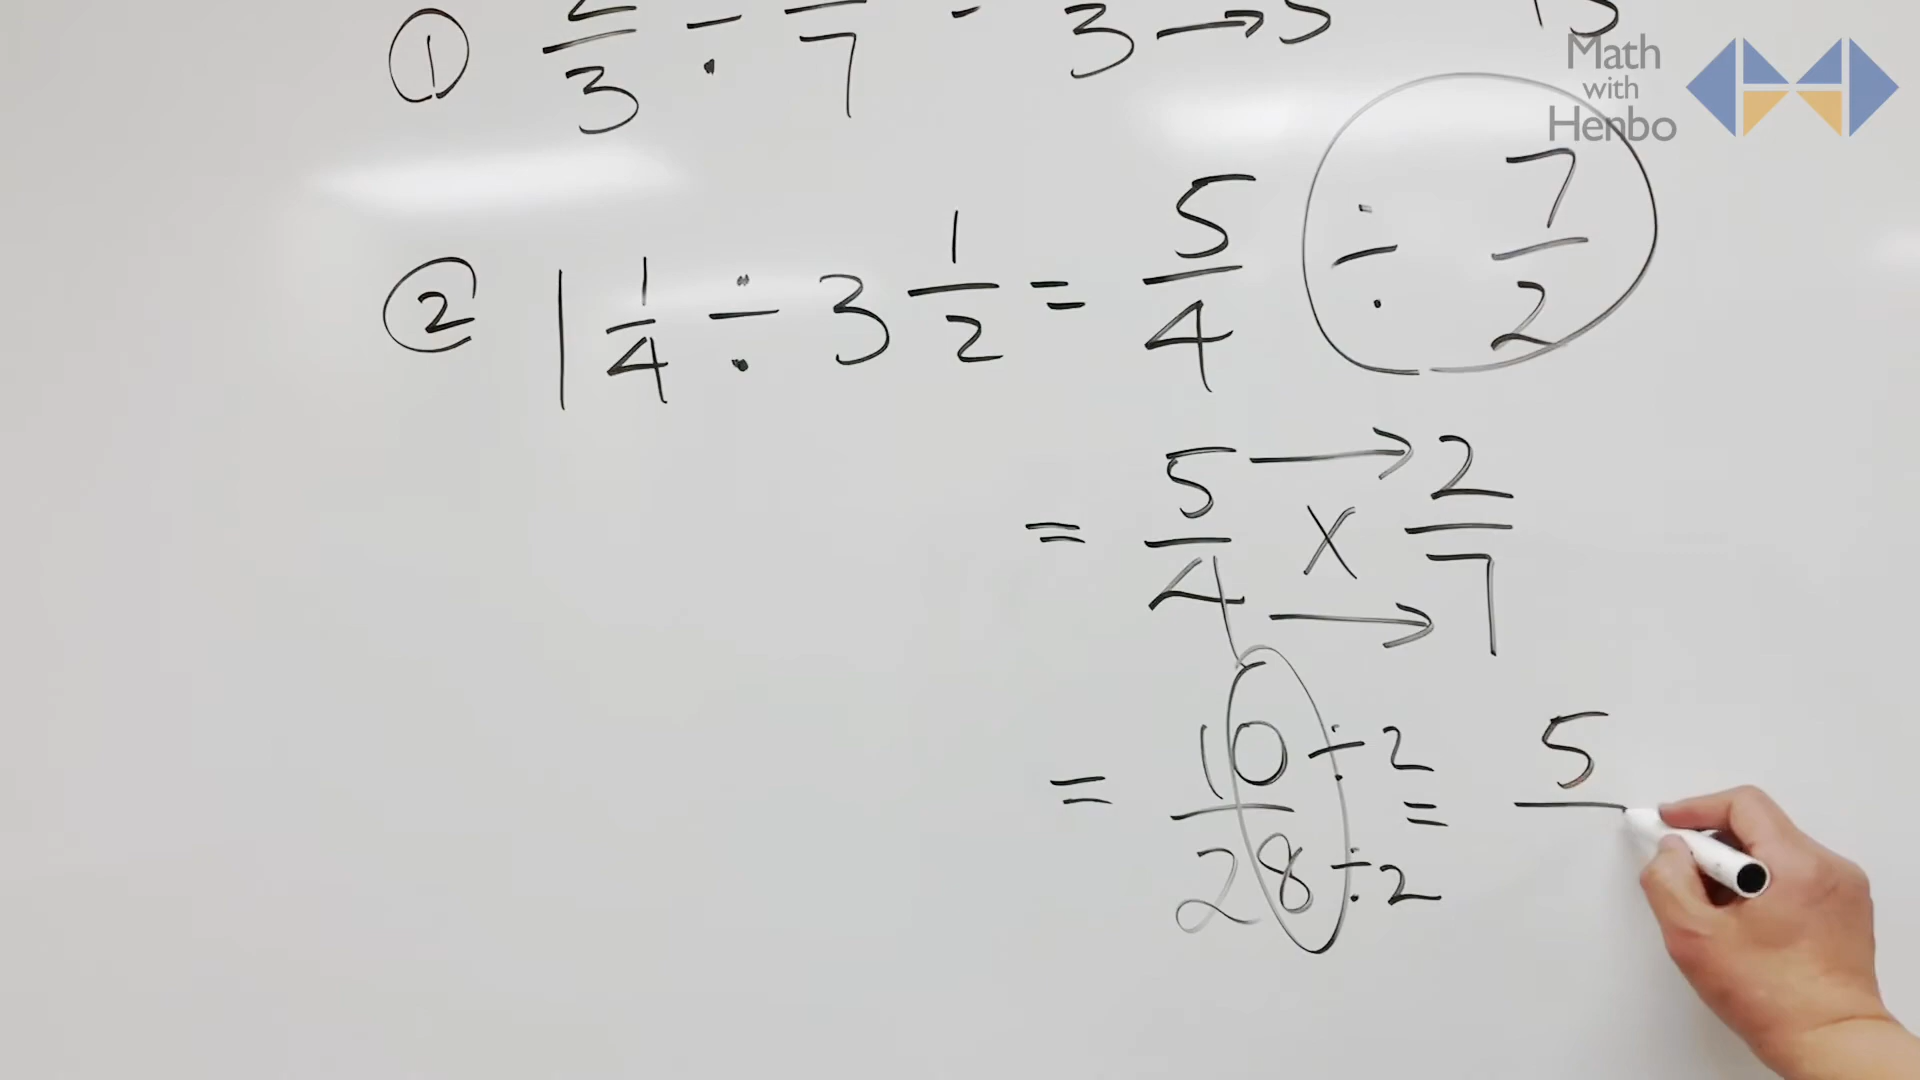 ① 2/3 ÷ /7 - 3 → 5 15
Math
with
Henbo
② 1 1/4 ÷ 3 1/2 = 5/4 ÷ 7/2
= 5/4 → × → 2/7
= 10/28 ÷2/÷2 = 5/